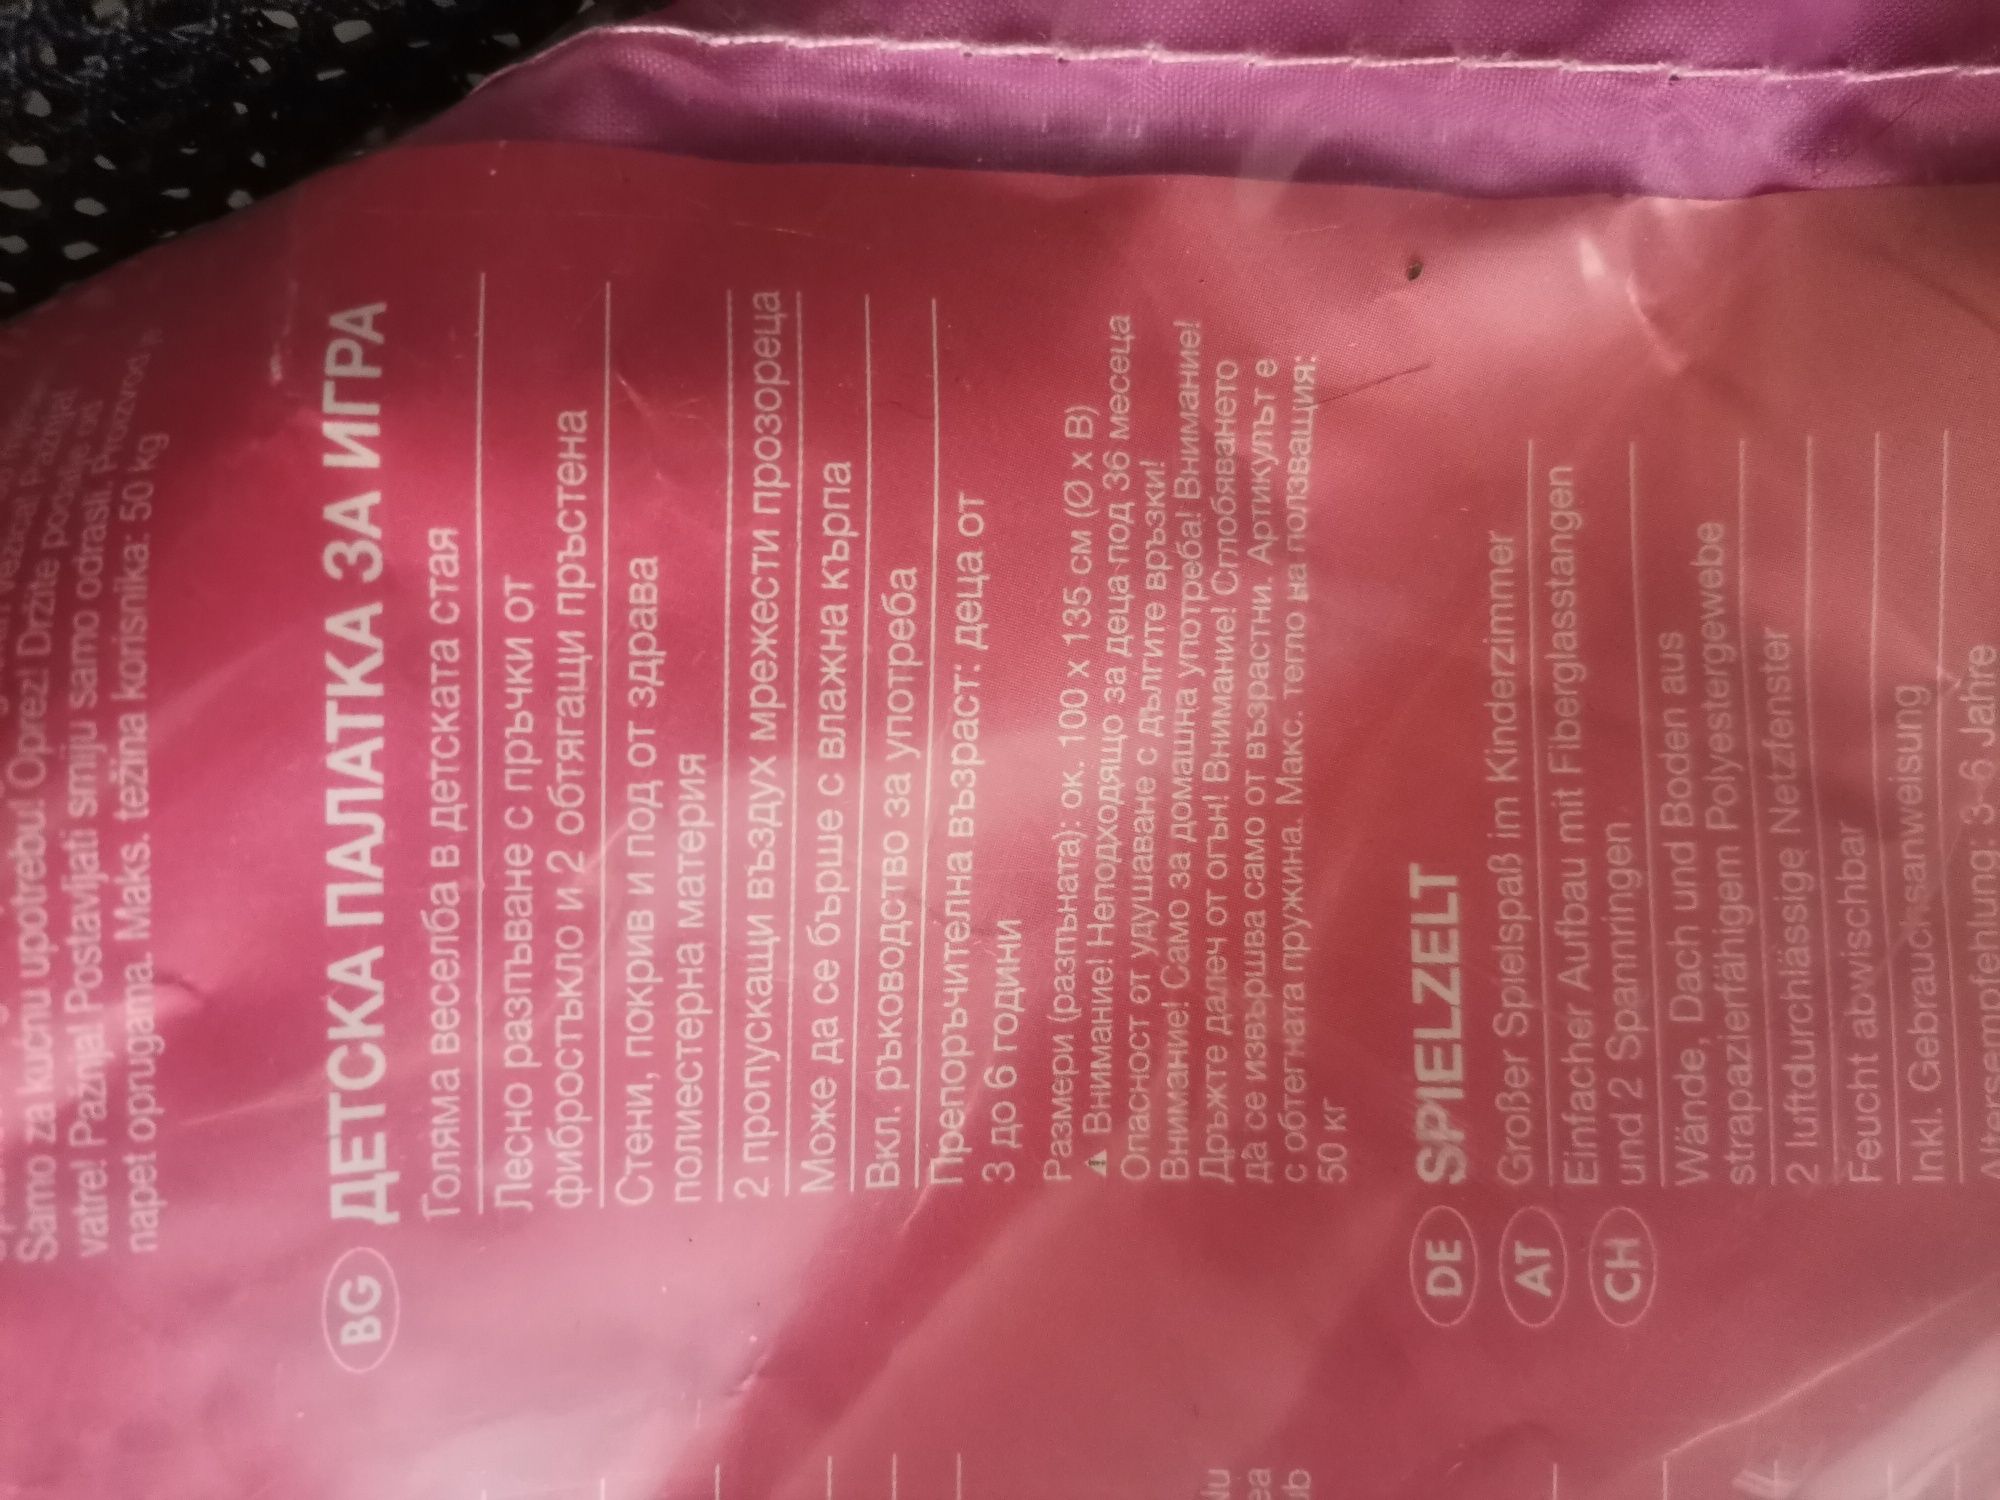 Samo za kućnu upotrebu! Oprez! Držite podalje od
vatre! Pažnja! Postavljati smiju samo odrasli. Proizvod je
napet oprugama. Maks. težina korisnika: 50 kg
BG ДЕТСКА ПАЛАТКА ЗА ИГРА
Голяма веселба в детската стая
Лесно разпъване с пръчки от
фибростъкло и 2 обтягащи пръстена
Стени, покрив и под от здрава
полиестерна материя
2 пропускащи въздух мрежести прозореца
Може да се бърше с влажна кърпа
Вкл. ръководство за употреба
Препоръчителна възраст: деца от
3 до 6 години
Размери (разпъната): ок. 100 x 135 см (Ø x В)
⚠ Внимание! Неподходящо за деца под 36 месеца
Опасност от удушаване с дългите връзки!
Внимание! Само за домашна употреба! Внимание!
Дръжте далеч от огън! Внимание! Сглобяването
да се извършва само от възрастни. Артикулът е
с обтегната пружина. Макс. тегло на ползващия:
50 кг
DE AT CH SPIELZELT
Großer Spielspaß im Kinderzimmer
Einfacher Aufbau mit Fiberglasstangen
und 2 Spannringen
Wände, Dach und Boden aus
strapazierfähigem Polyestergewebe
2 luftdurchlässige Netzfenster
Feucht abwischbar
Inkl. Gebrauchsanweisung
Altersempfehlung: 3-6 Jahre